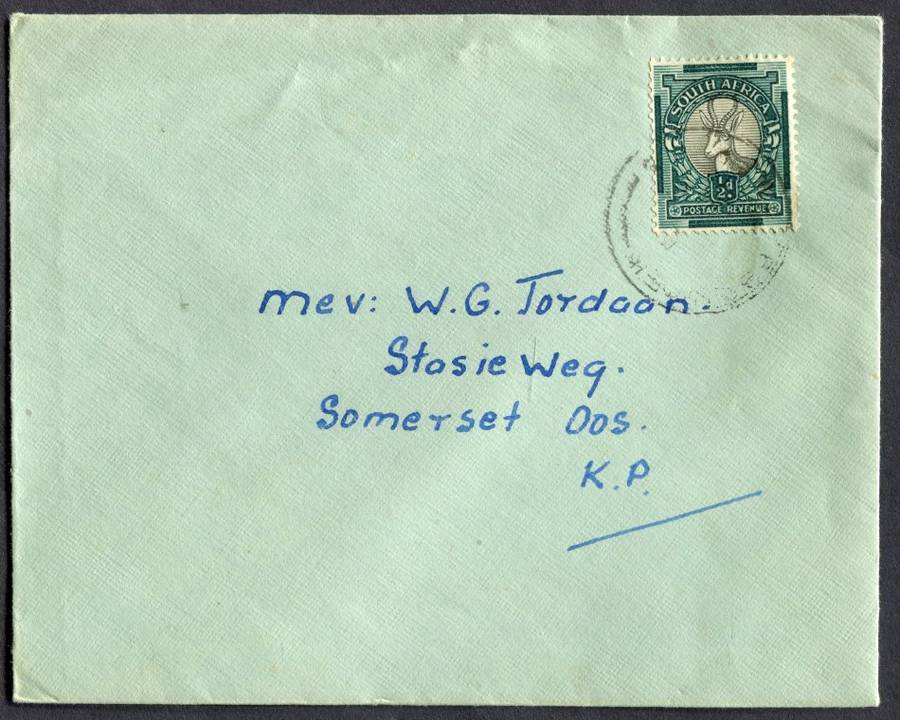 SOUTH AFRICA
½d.
POSTAGE REVENUE
Mev: W.G. Jordaan.
Stasie Weg.
Somerset Oos.
K.P.